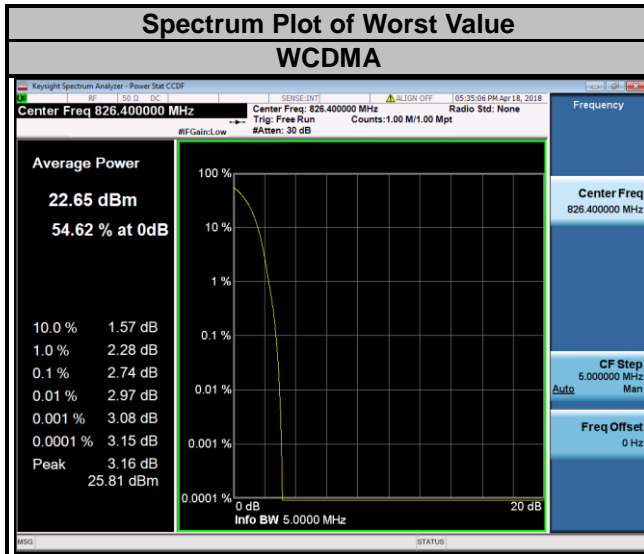 Spectrum Plot of Worst Value
WCDMA
Keysight Spectrum Analyzer - Power Stat CCDF
RF 50 Ω DC SENSE:INT ALIGN OFF 05:35:06 PM Apr 18, 2018
Center Freq 826.400000 MHz
Center Freq: 826.400000 MHz Radio Std: None
Trig: Free Run Counts:1.00 M/1.00 Mpt
#IFGain:Low #Atten: 30 dB
Frequency
Average Power
22.65 dBm
54.62 % at 0dB
10.0 % 1.57 dB
1.0 % 2.28 dB
0.1 % 2.74 dB
0.01 % 2.97 dB
0.001 % 3.08 dB
0.0001 % 3.15 dB
Peak 3.16 dB
25.81 dBm
100 %
10 %
1 %
0.1 %
0.01 %
0.001 %
0.0001 %
0 dB 20 dB
Info BW 5.0000 MHz
Center Freq
826.400000 MHz
CF Step
5.000000 MHz
Auto Man
Freq Offset
0 Hz
MSG STATUS